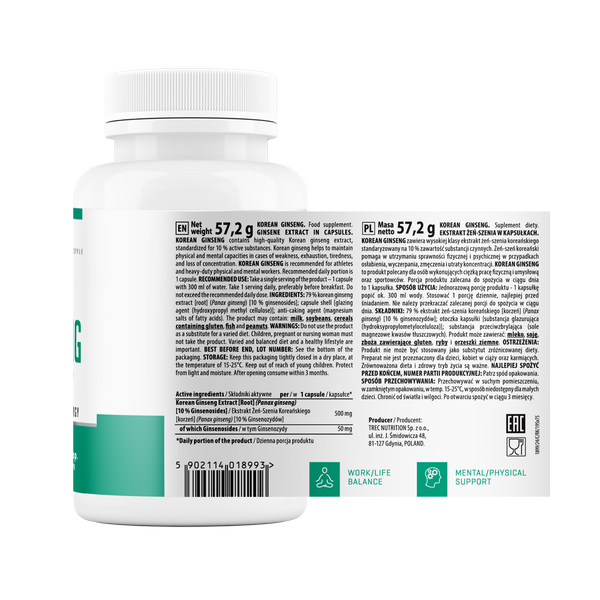 G
EN Net weight 57,2 g KOREAN GINSENG. Food supplement.
GINSENE EXTRACT IN CAPSULES.
KOREAN GINSENG contains high-quality Korean ginseng extract,
standardized for 10 % active substances. Korean ginseng helps to maintain
physical and mental capacities in cases of weakness, exhaustion, tiredness,
and loss of concentration. KOREAN GINSENG is recommended for athletes
and heavy-duty physical and mental workers. Recommended daily portion is
1 capsule. RECOMMENDED USE: Take a single serving of the product – 1 capsule
with 300 ml of water. Take 1 serving daily, preferably before breakfast. Do
not exceed the recommended daily dose. INGREDIENTS: 79 % korean ginseng
extract [root] (Panax ginseng) [10 % ginsenosides]; capsule shell (glazing
agent (hydroxypropyl methyl cellulose)); anti-caking agent (magnesium
salts of fatty acids). The product may contain: milk, soybeans, cereals
containing gluten, fish and peanuts. WARNINGS: Do not use the product
as a substitute for a varied diet. Children, pregnant or nursing woman must
not take the product. Varied and balanced diet and a healthy lifestyle are
important. BEST BEFORE END, LOT NUMBER: See the bottom of
packaging. STORAGE: Keep this packaging tightly closed in a dry place, at
the temperature of 15-25°C. Keep out of reach of young children. Protect
form light and moisture. After opening consume within 3 months.
Active ingredients / Składniki aktywne per/w 1 capsule / kapsułce*
Korean Ginseng Extract [Root] (Panax ginseng)
[10 % Ginsenosides] / Ekstrakt Żeń-Szenia Koreańskiego
[korzeń] (Panax ginseng) [10 % Ginsenozydów] 500 mg
of which Ginsenosides / w tym Ginsenozydy 50 mg
*Daily portion of the product / Dzienna porcja produktu
5 902114 018993 >
PL Masa netto 57,2 g KOREAN GINSENG. Suplement diety.
EKSTRAKT ŻEŃ-SZENIA W KAPSUŁKACH.
KOREAN GINSENG zawiera wysokiej klasy ekstrakt żeń-szenia koreańskiego
standaryzowany na 10 % zawartość substancji czynnych. Żeń-szeń koreański
pomaga w utrzymaniu sprawności fizycznej i psychicznej w przypadkach
osłabienia, wyczerpania, zmęczenia i utraty koncentracji. KOREAN GINSENG
to produkt polecany dla osób wykonujących ciężką pracę fizyczną i umysłową
oraz sportowców. Porcja produktu zalecana do spożycia w ciągu dnia
to 1 kapsułka. SPOSÓB UŻYCIA: Jednorazową porcję produktu - 1 kapsułkę
popić ok. 300 ml wody. Stosować 1 porcję dziennie, najlepiej przed
śniadaniem. Nie należy przekraczać zalecanej porcji do spożycia w ciągu
dnia. SKŁADNIKI: 79 % ekstrakt żeń-szenia koreańskiego [korzeń] (Panax
ginseng) [10 % ginsenozydów]; otoczka kapsułki (substancja glazurująca
(hydroksypropylometyloceluloza)); substancja przeciwzbrylająca (sole
magnezowe kwasów tłuszczowych). Produkt może zawierać: mleko, soję,
zboża zawierające gluten, ryby i orzeszki ziemne. OSTRZEŻENIA:
Produkt nie może być stosowany jako substytut zróżnicowanej diety.
Preparat nie jest przeznaczony dla dzieci, kobiet w ciąży oraz karmiących.
Zrównoważona dieta i zdrowy tryb życia są ważne. NAJLEPIEJ SPOŻYĆ
PRZED KOŃCEM, NUMER PARTII PRODUKCYJNEJ: Patrz spód opakowania.
SPOSÓB PRZECHOWYWANIA: Przechowywać w suchym pomieszczeniu,
w zamkniętym opakowaniu, w temp. 15-25°C, w sposób niedostępny dla małych
dzieci. Chronić od światła i wilgoci. Po otwarciu spożyć w ciągu 3 miesięcy.
Producer / Producent:
TREC NUTRITION Sp. z o.o.,
ul. inż. J. Śmidowicza 48,
81-127 Gdynia, POLAND.
EAC
WORK/LIFE
BALANCE
MENTAL/PHYSICAL
SUPPORT